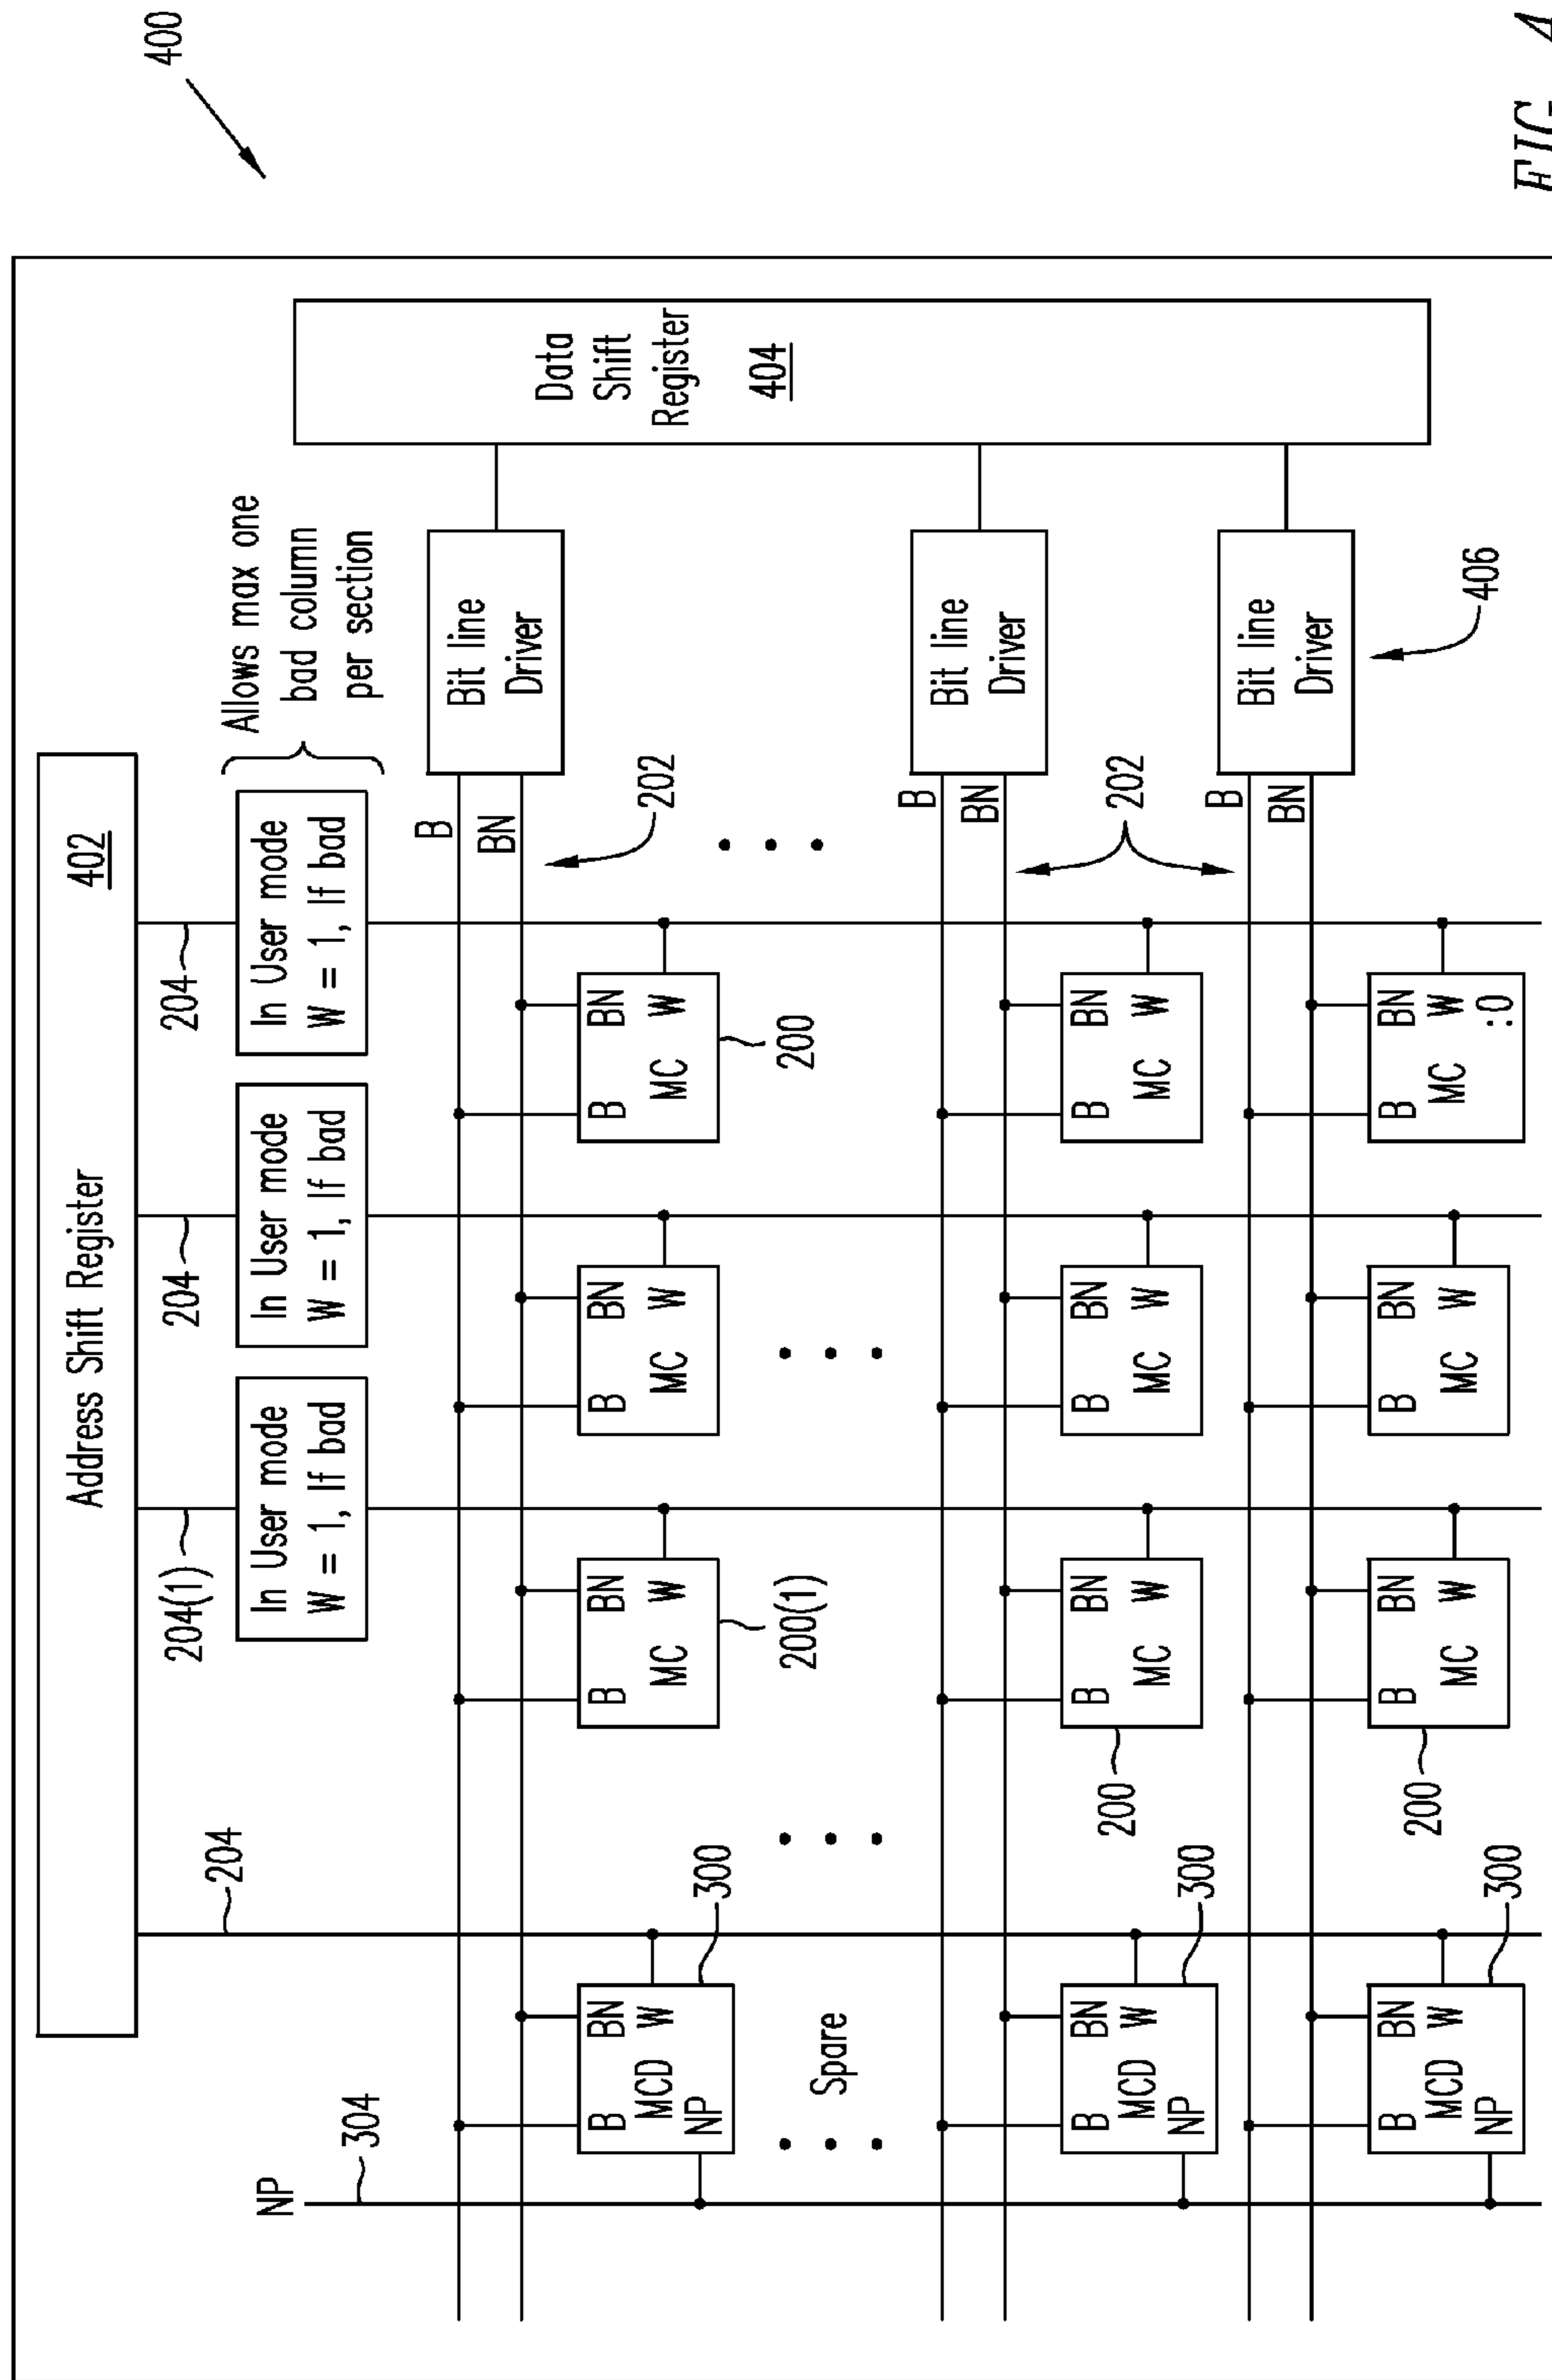 400
Address Shift Register
402
204
204(1)
204
204
In User mode
W = 1, If bad
In User mode
W = 1, If bad
In User mode
W = 1, If bad
Allows max one
bad column
per section
NP
304
B
BN
202
Bit line
Driver
Data
Shift
Register
404
B BN
MCD W
NP
300
B BN
MC W
200(1)
B BN
MC W
B BN
MC W
200
Spare
B
BN
202
Bit line
Driver
B BN
MCD W
NP
300
B BN
MC W
200
B BN
MC W
B BN
MC W
B
BN
Bit line
Driver
406
B BN
MCD W
NP
300
B BN
MC W
200
B BN
MC W
B BN
MC W
:0
FIG. 4